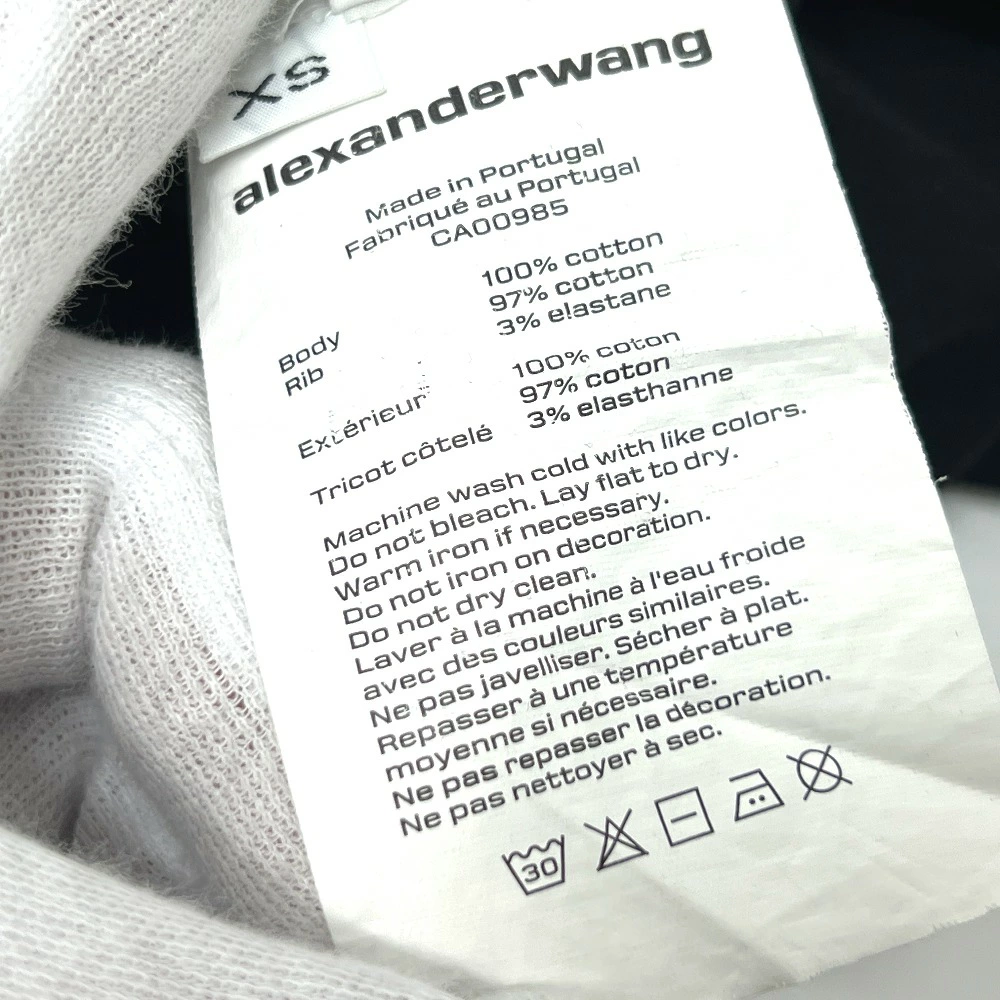 XS
alexanderwang
Made in Portugal
Fabriqué au Portugal
CA00985
Body 100% cotton
Rib 97% cotton
3% elastane
Extérieur 100% coton
Tricot côtelé 97% coton
3% elasthanne
Machine wash cold with like colors.
Do not bleach. Lay flat to dry.
Warm iron if necessary.
Do not iron on decoration.
Do not dry clean.
Laver à la machine à l'eau froide
avec des couleurs similaires.
Ne pas javelliser. Sécher à plat.
Repasser à une température
moyenne si nécessaire.
Ne pas repasser la décoration.
Ne pas nettoyer à sec.
30